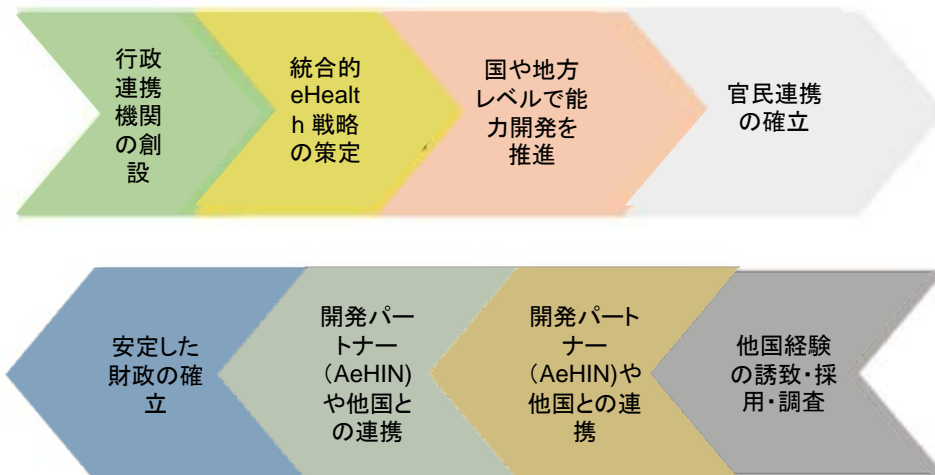 行政
連携
機関
の創
設
統合的
eHealt
h 戦略
の策定
国や地方
レベルで能
力開発を
推進
官民連携
の確立
安定した
財政の確
立
開発パー
トナー
（AeHIN)
や他国と
の連携
開発パート
ナー
（AeHIN)や
他国との連
携
他国経験
の誘致・採
用・調査